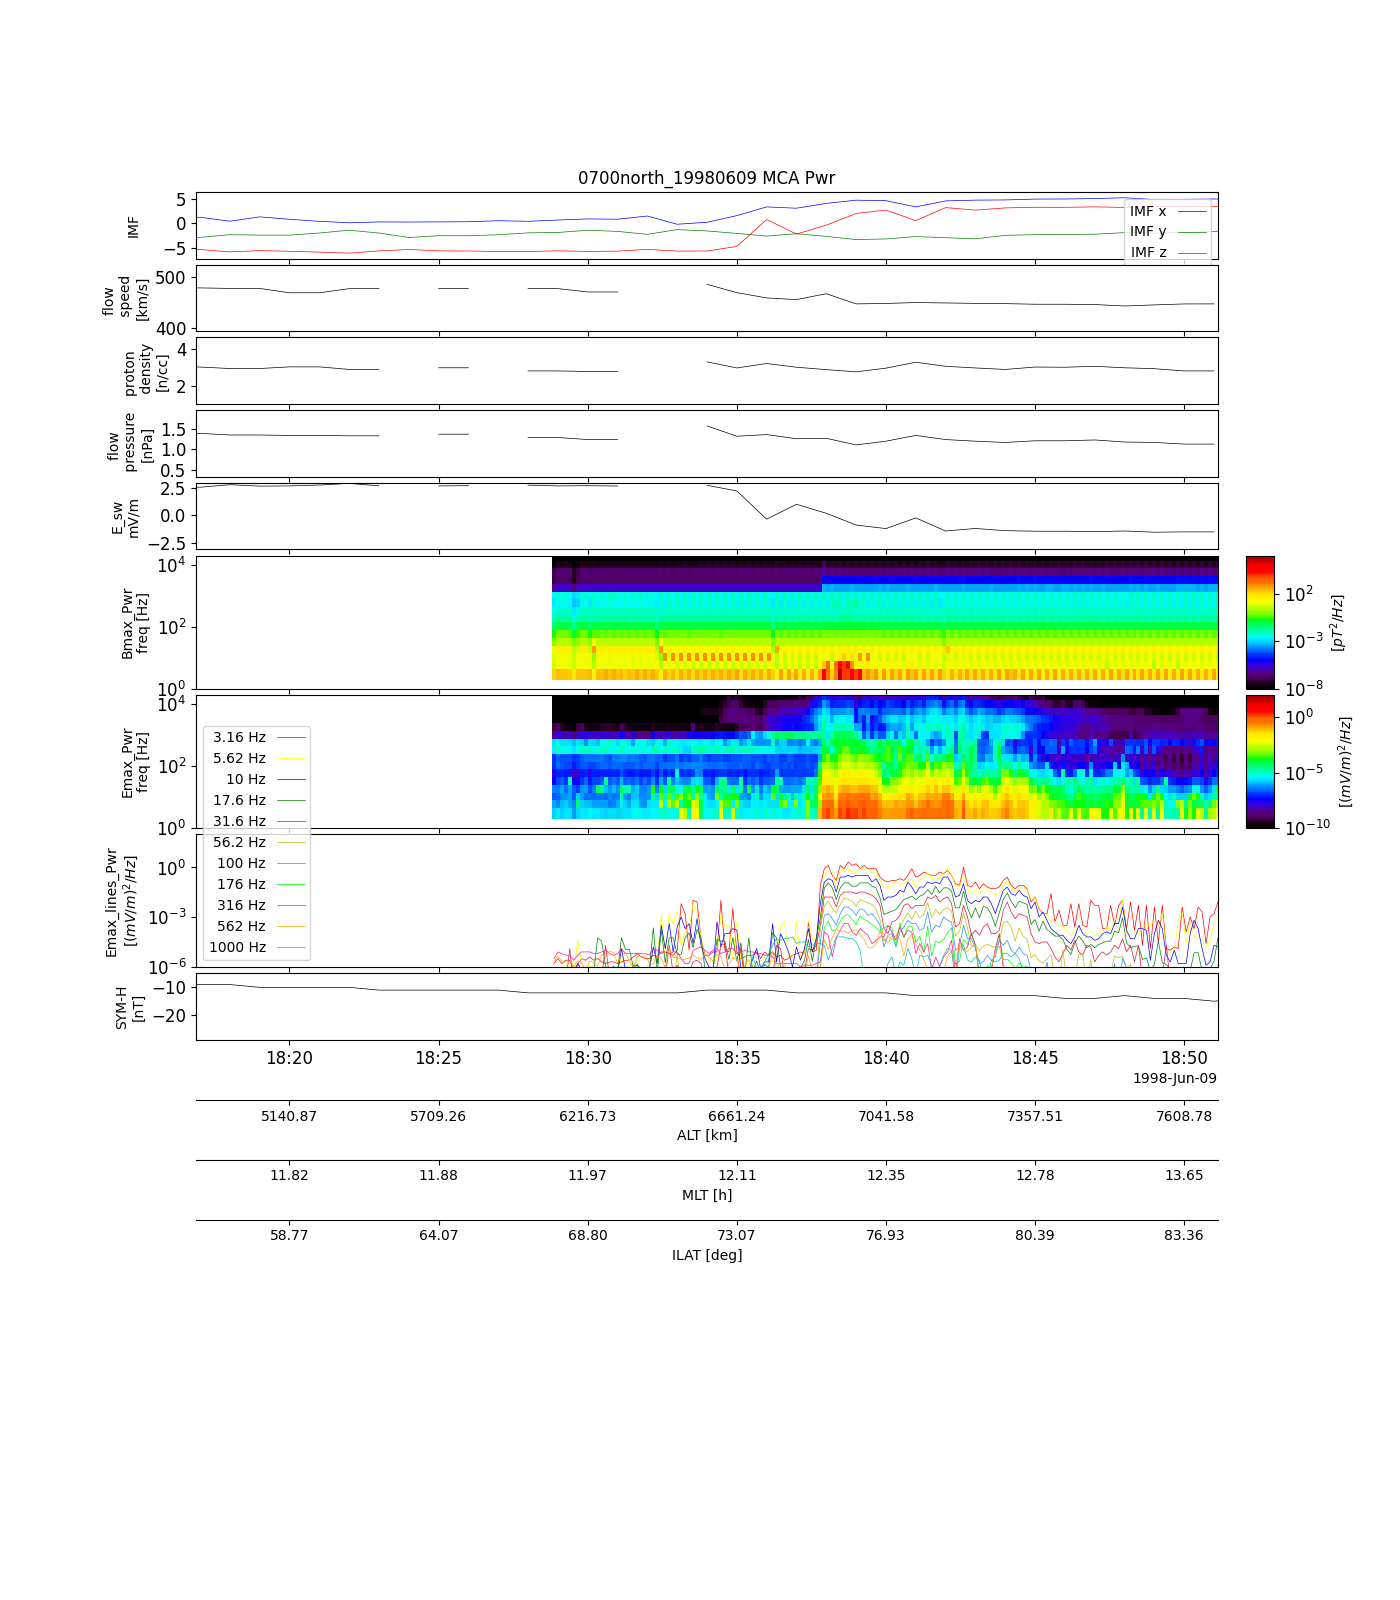 0700north_19980609 MCA Pwr
IMF
5
0
−5
IMF x
IMF y
IMF z
flow
speed
[km/s]
500
400
proton
density
[n/cc]
4
2
flow
pressure
[nPa]
1.5
1.0
0.5
E_sw
mV/m
2.5
0.0
−2.5
Bmax_Pwr
freq [Hz]
10^4
10^2
10^0
10^2
10^−3
10^−8
[pT^2/Hz]
Emax_Pwr
freq [Hz]
10^4
10^2
10^0
10^0
10^−5
10^−10
[(mV/m)^2/Hz]
3.16 Hz
5.62 Hz
10 Hz
17.6 Hz
31.6 Hz
56.2 Hz
100 Hz
176 Hz
316 Hz
562 Hz
1000 Hz
Emax_lines_Pwr
[(mV/m)^2/Hz]
10^0
10^−3
10^−6
SYM-H
[nT]
−10
−20
18:20 18:25 18:30 18:35 18:40 18:45 18:50
1998-Jun-09
5140.87 5709.26 6216.73 6661.24 7041.58 7357.51 7608.78
ALT [km]
11.82 11.88 11.97 12.11 12.35 12.78 13.65
MLT [h]
58.77 64.07 68.80 73.07 76.93 80.39 83.36
ILAT [deg]